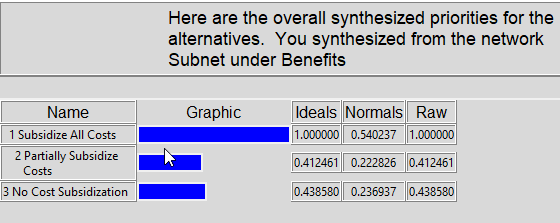 Here are the overall synthesized priorities for the
alternatives. You synthesized from the network
Subnet under Benefits
Name Graphic Ideals Normals Raw
1 Subsidize All Costs 1.000000 0.540237 1.000000
2 Partially Subsidize
Costs 0.412461 0.222826 0.412461
3 No Cost Subsidization 0.438580 0.236937 0.438580